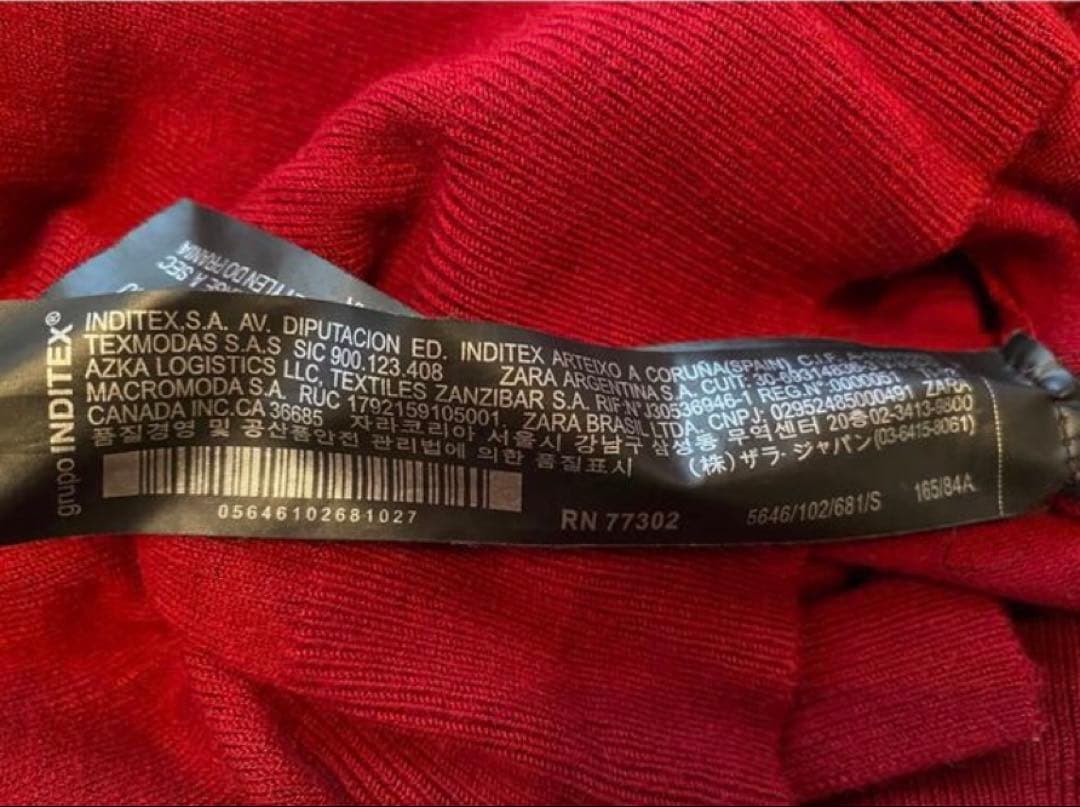 GE A SEC
grupo INDITEX®
INDITEX,S.A. AV. DIPUTACION ED. INDITEX ARTEIXO A CORUÑA(SPAIN) C.I.F.
TEXMODAS S.A.S SIC 900.123.408 ZARA ARGENTINA S.A. CUIT:
AZKA LOGISTICS LLC, TEXTILES ZANZIBAR S.A. RIF:Nº J30536946-1 REG.Nº:
MACROMODA S.A. RUC 1792159105001, ZARA BRASIL LTDA. CNPJ: 02952485000491 ZARA
CANADA INC.CA 36685 자라코리아 서울시 강남구 삼성동 무역센터 20층02-3413-9800
품질경영 및 공산품안전 관리법에 의한 품질표시 (株)ザラ・ジャパン(03-6415-8061)
05646102681027
RN 77302
5646/102/681/S
165/84A